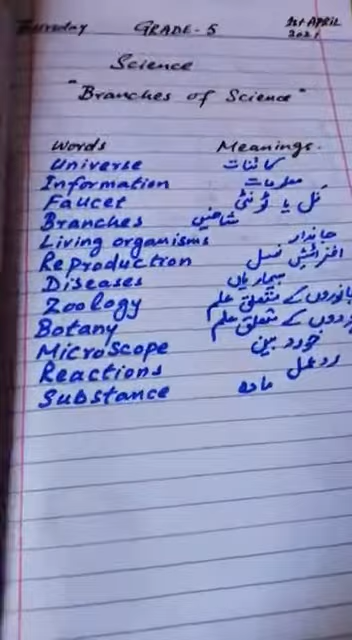 Thursday GRADE-5 1st APRIL
2021
Science
"Branches of Science"
Words Meanings.
Universe کائنات
Information معلومات
Faucet نل یا ٹونٹی
Branches شاخیں
Living organisms جاندار
Reproduction افزائش نسل
Diseases بیماریاں
Zoology جانوروں کے متعلق علم
Botany کے متعلق علم
Microscope خورد بین
Reactions ردعمل
Substance مادہ